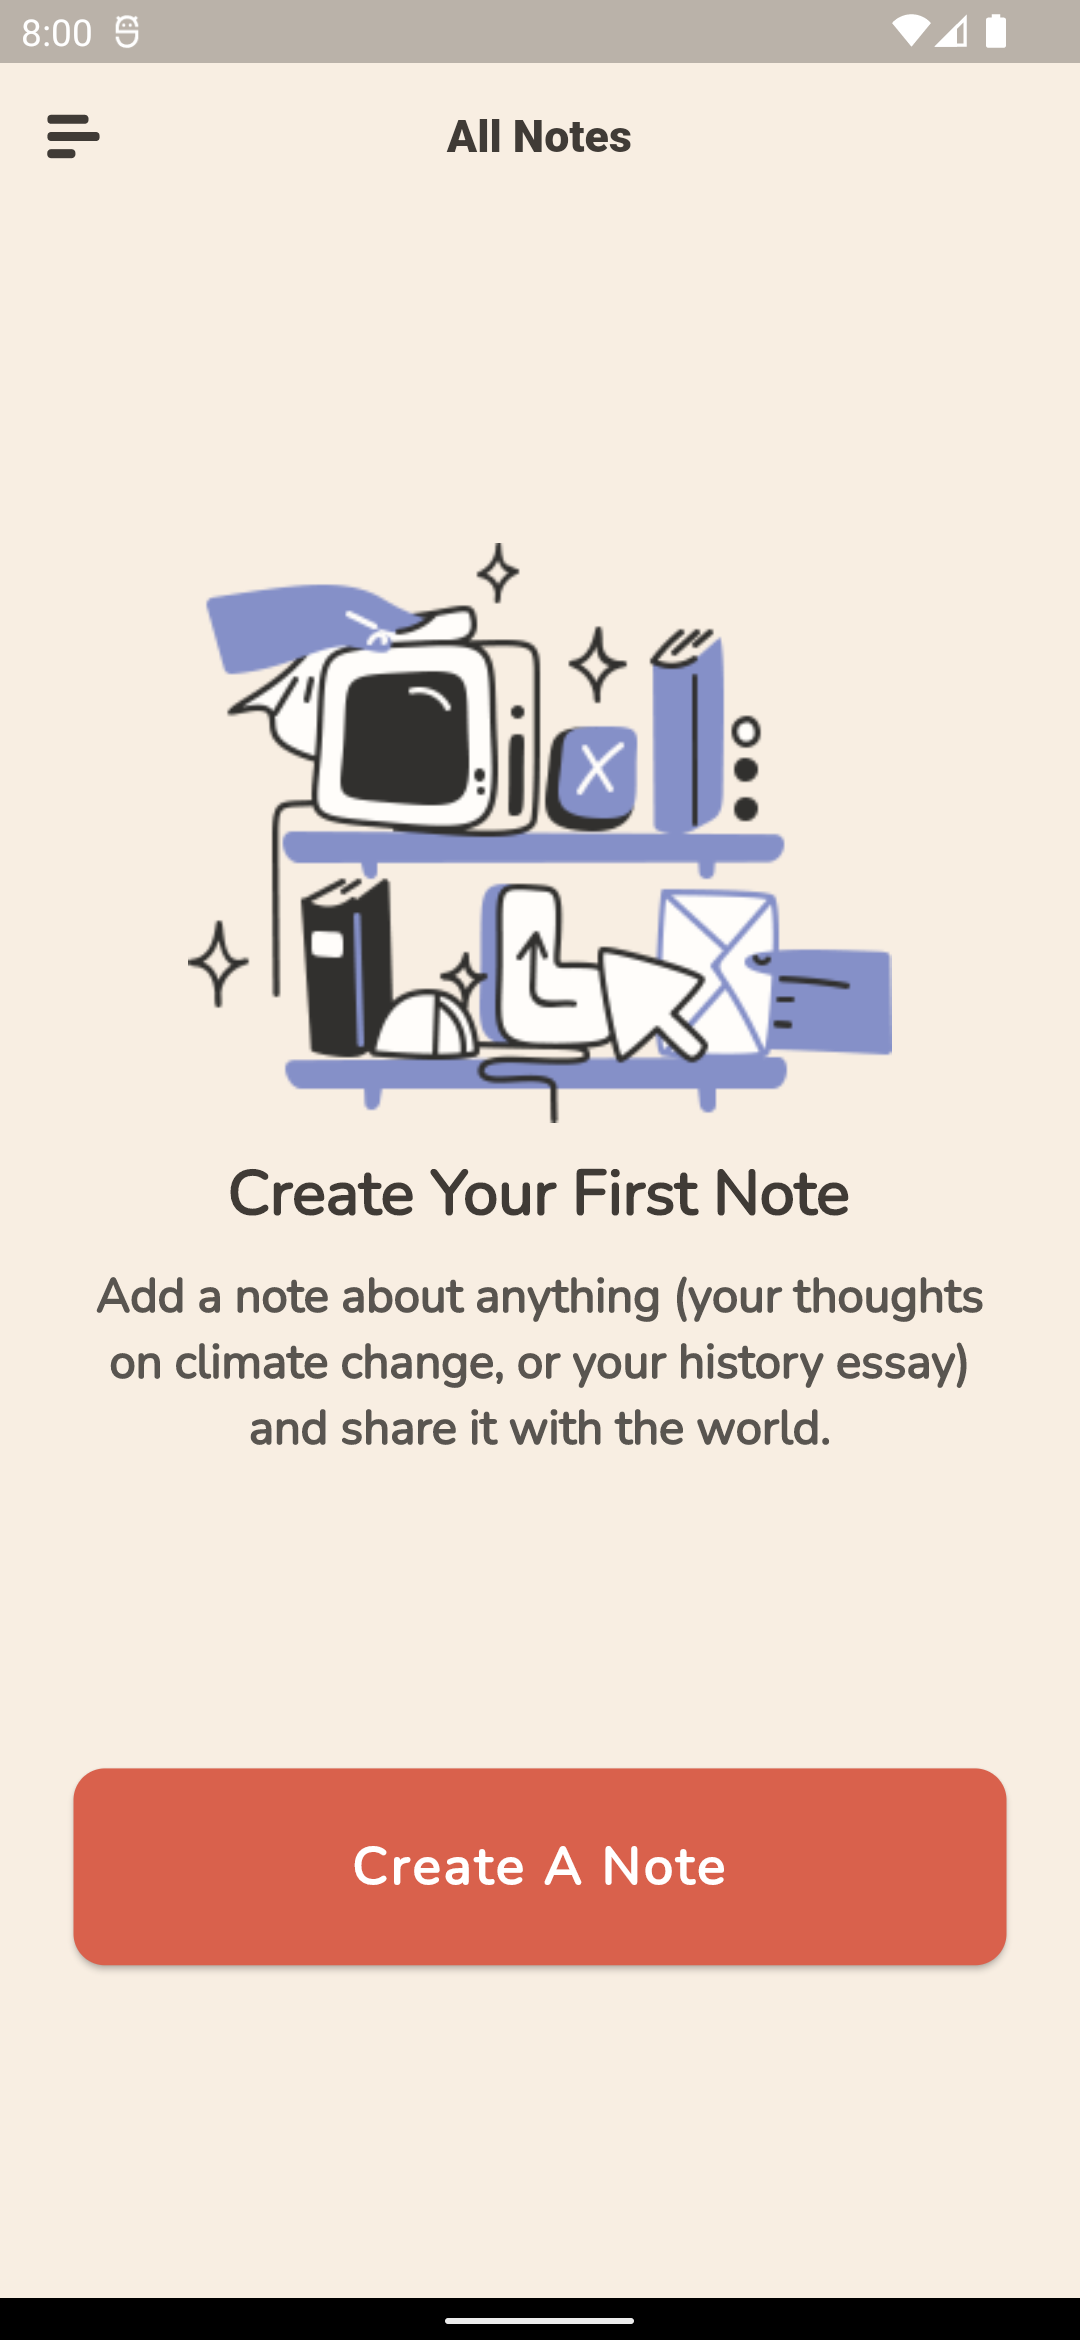 8:00
All Notes
X
Create Your First Note
Add a note about anything (your thoughts
on climate change, or your history essay)
and share it with the world.
Create A Note